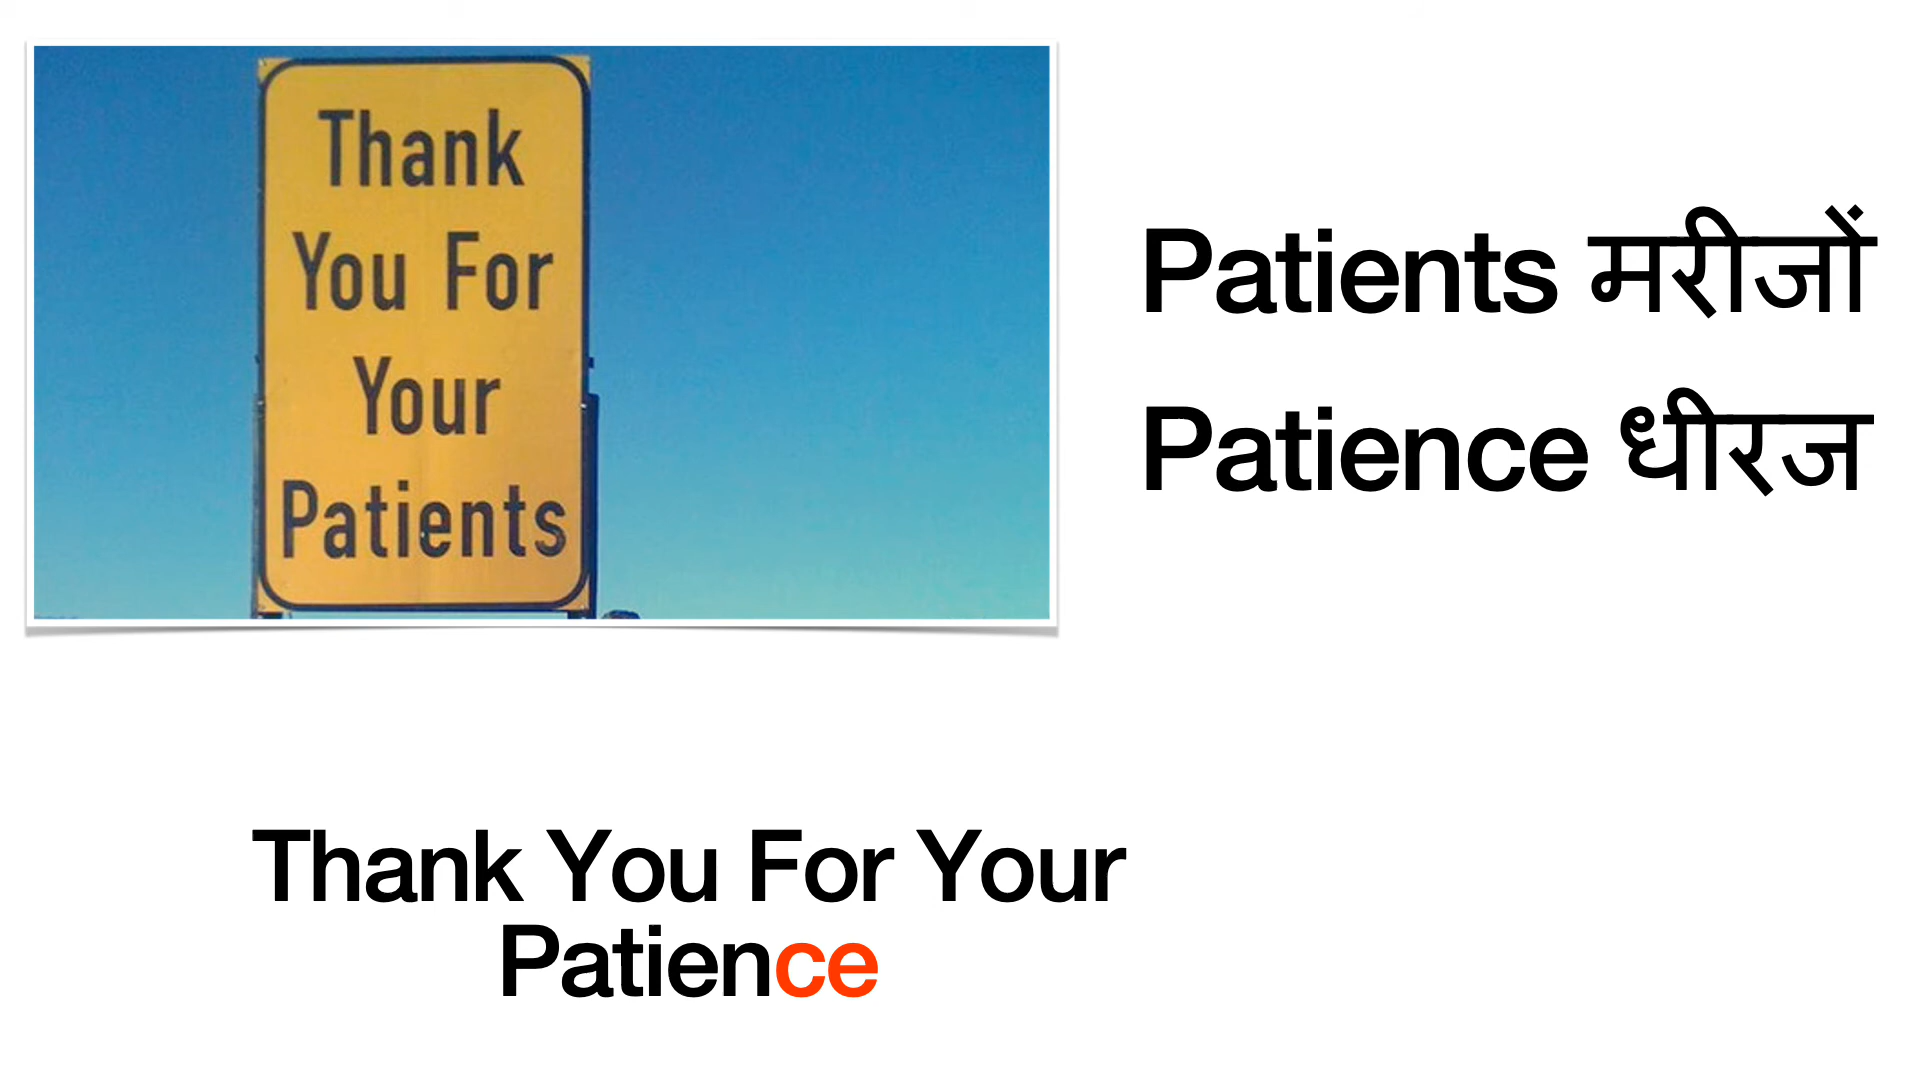 Thank
You For
Your
Patients
Patients मरीजों
Patience धीरज
Thank You For Your
Patience